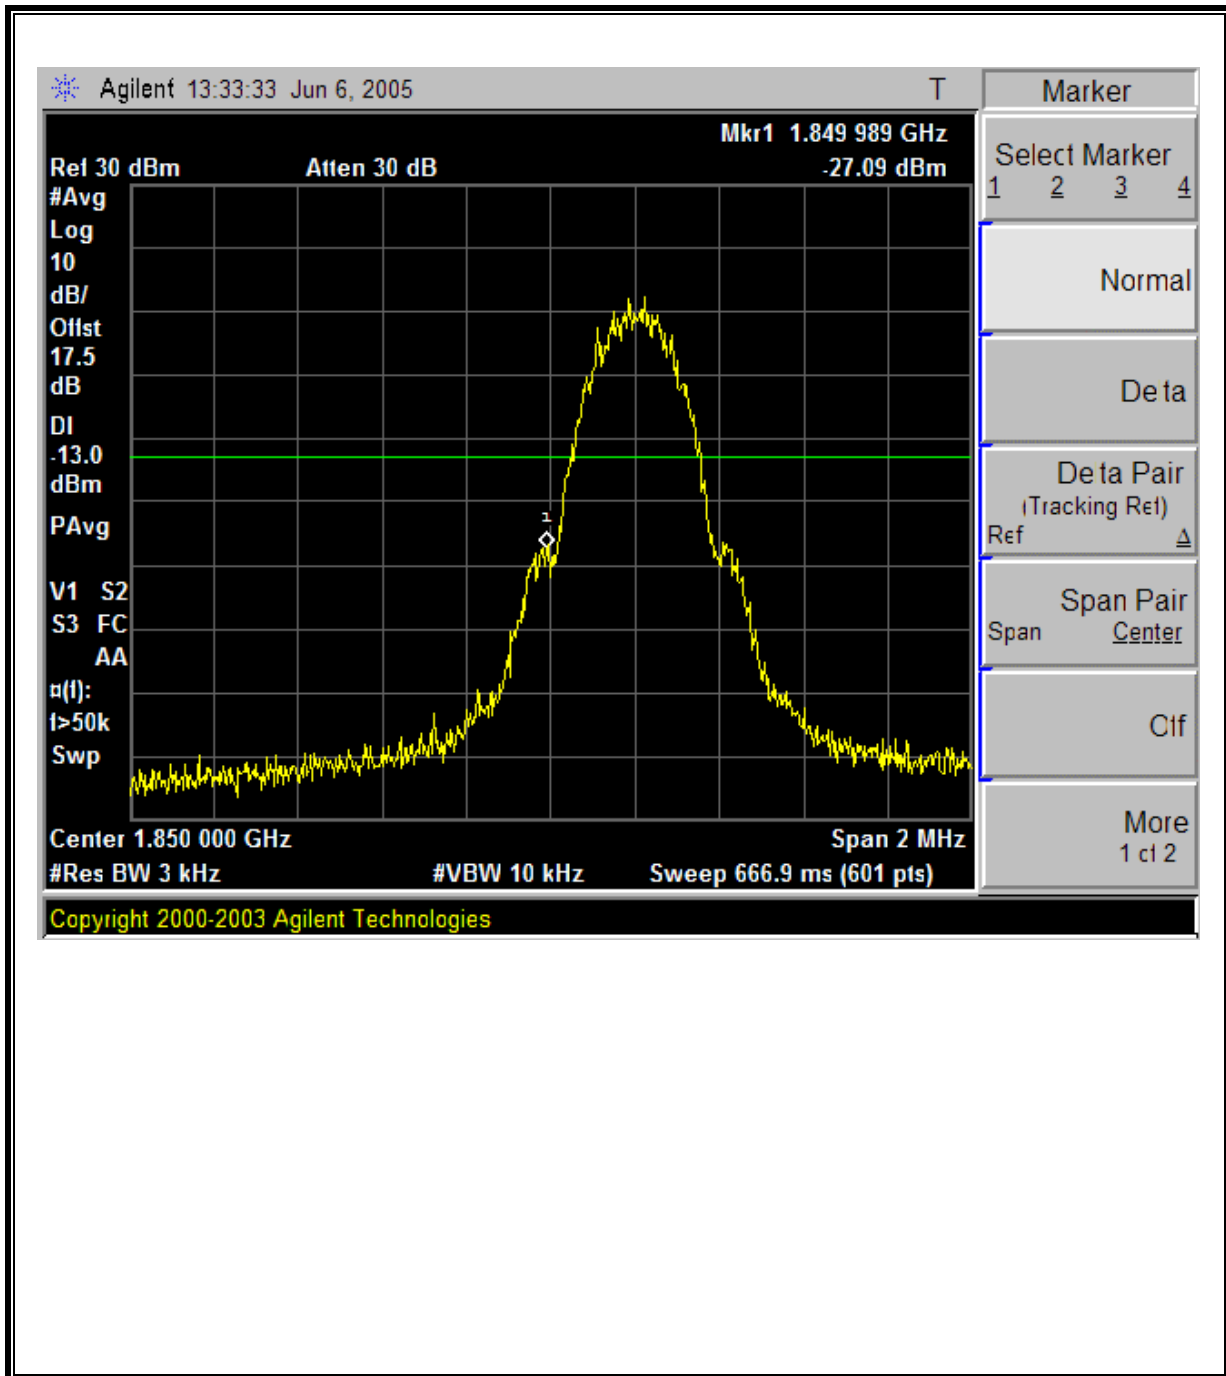 Agilent 13:33:33 Jun 6, 2005 T
Mkr1 1.849 989 GHz
Ref 30 dBm Atten 30 dB -27.09 dBm
#Avg
Log
10
dB/
Offst
17.5
dB
DI
-13.0
dBm
PAvg
1
V1 S2
S3 FC
AA
¤(f):
f>50k
Swp
Center 1.850 000 GHz Span 2 MHz
#Res BW 3 kHz #VBW 10 kHz Sweep 666.9 ms (601 pts)
Copyright 2000-2003 Agilent Technologies
Marker
Select Marker
1 2 3 4
Normal
Delta
Delta Pair
(Tracking Ref)
Ref Δ
Span Pair
Span Center
Off
More
1 of 2